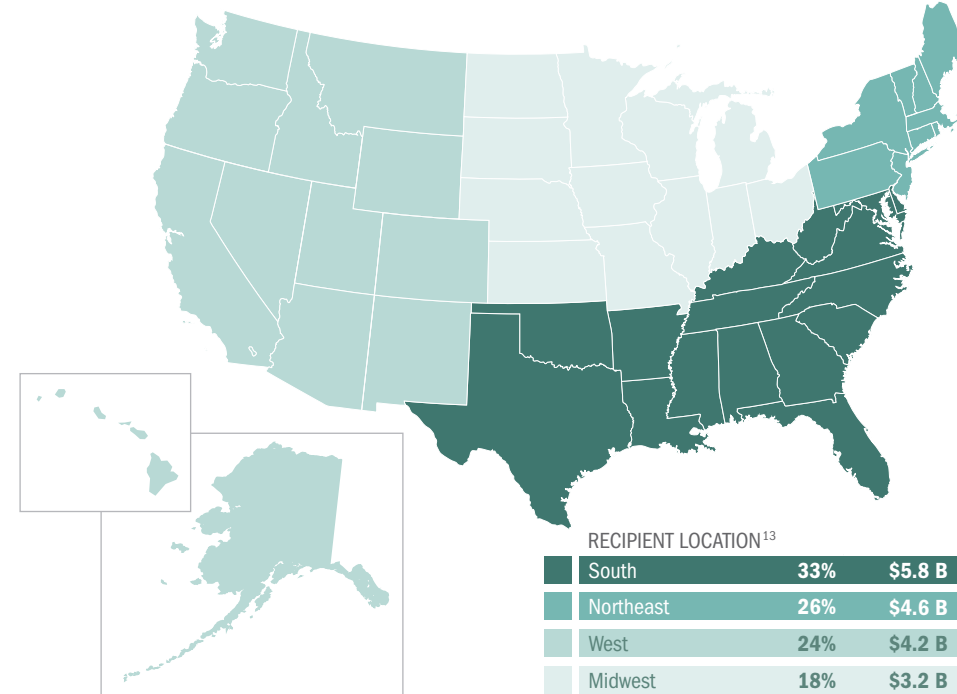 RECIPIENT LOCATION13
South 33% $5.8 B
Northeast 26% $4.6 B
West 24% $4.2 B
Midwest 18% $3.2 B